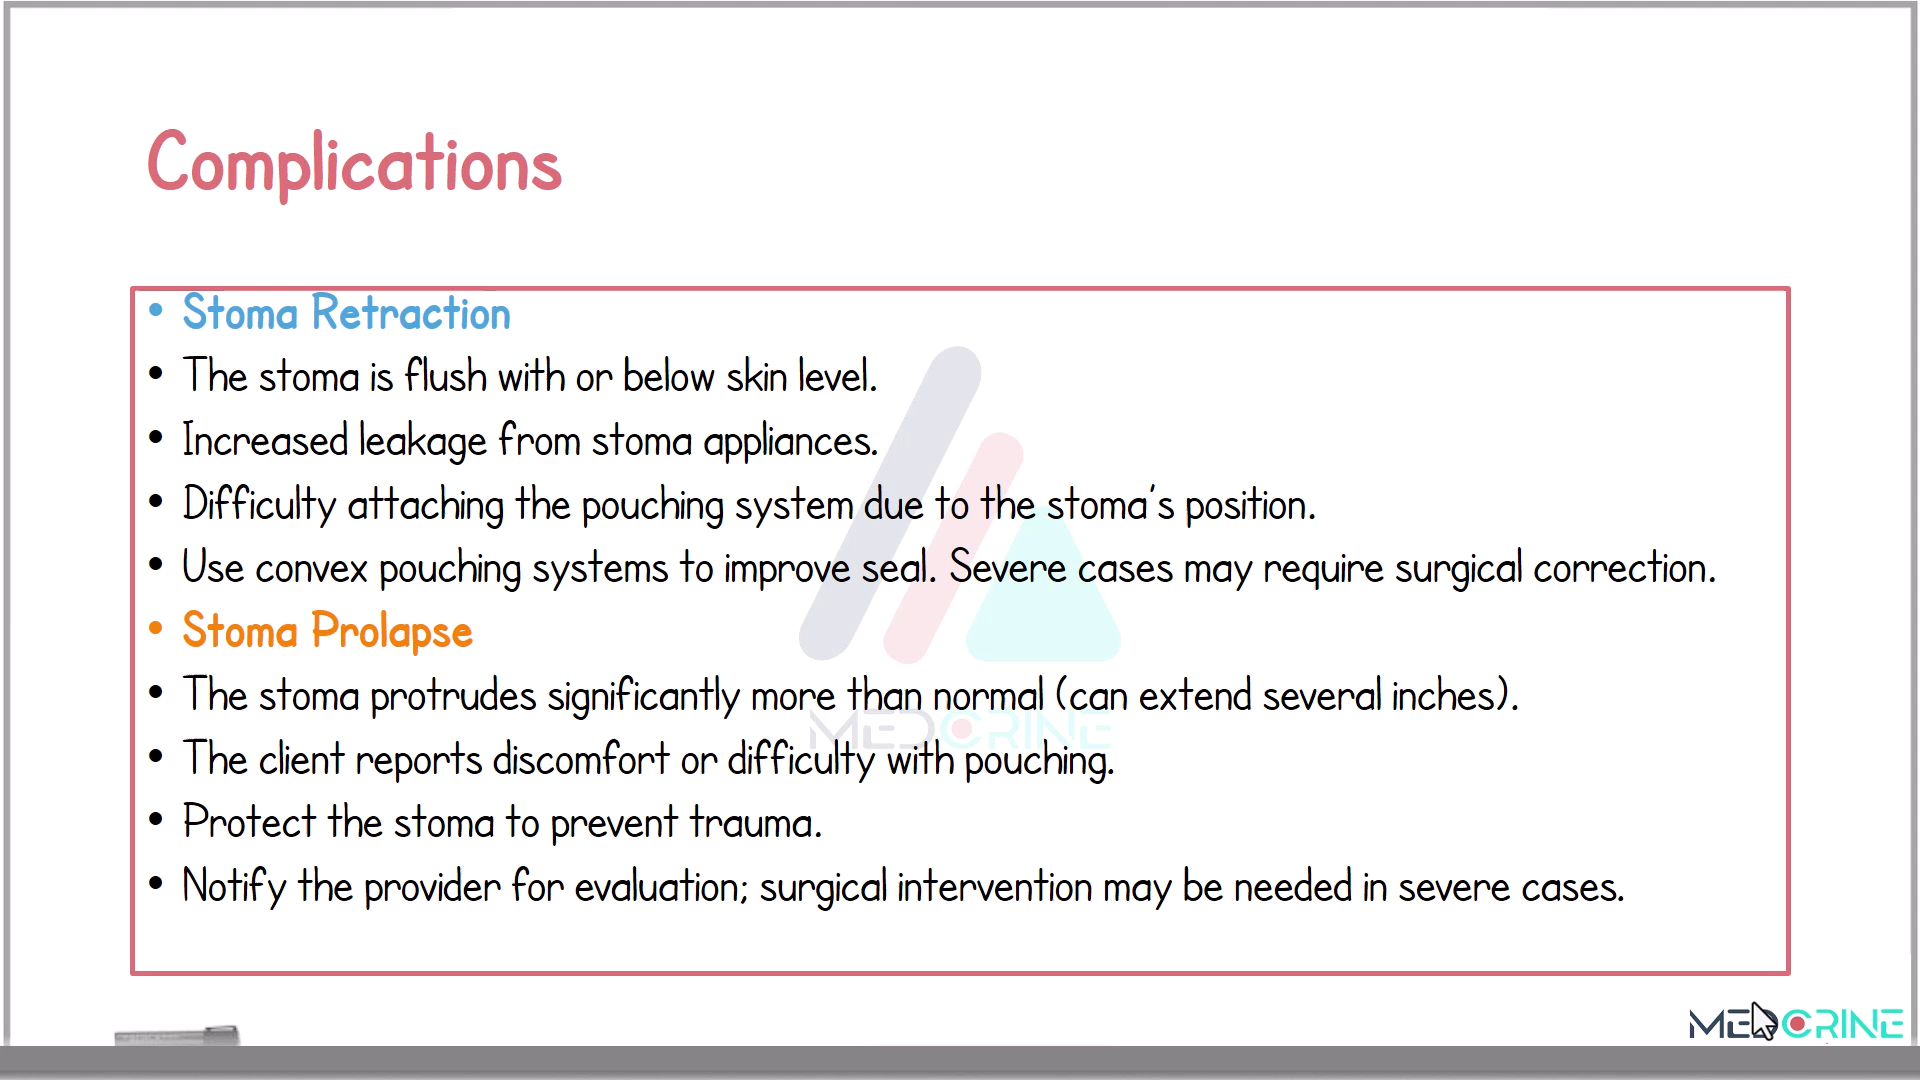 Complications
• Stoma Retraction
• The stoma is flush with or below skin level.
• Increased leakage from stoma appliances.
• Difficulty attaching the pouching system due to the stoma's position.
• Use convex pouching systems to improve seal. Severe cases may require surgical correction.
• Stoma Prolapse
• The stoma protrudes significantly more than normal (can extend several inches).
MEDCRINE
• The client reports discomfort or difficulty with pouching.
• Protect the stoma to prevent trauma.
• Notify the provider for evaluation; surgical intervention may be needed in severe cases.
MEDCRINE